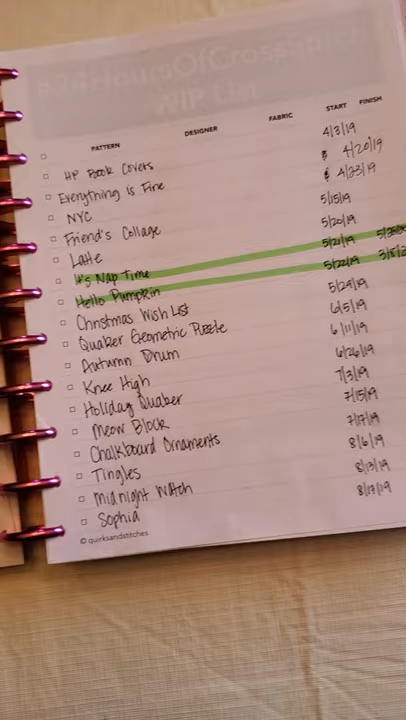 #24HoursOfCrossStitch
WIP List
PATTERN DESIGNER FABRIC START FINISH
HP Book Covers 4/3/19
Everything is Fine 4/20/19
NYC 4/23/19
Friend's Collage 5/15/19
Latte 5/20/19
It's Nap Time 5/21/19
Hello Pumpkin 5/22/19
Christmas Wish List 5/29/19
Quaker Geometric Puzzle 6/5/19
Autumn Drum 6/11/19
Knee High 6/26/19
Holiday Quaker 7/3/19
Meow Block 7/15/19
Chalkboard Ornaments 7/17/19
Tingles 8/6/19
Midnight Watch 8/13/19
Sophia 8/17/19
© quirksandstitches